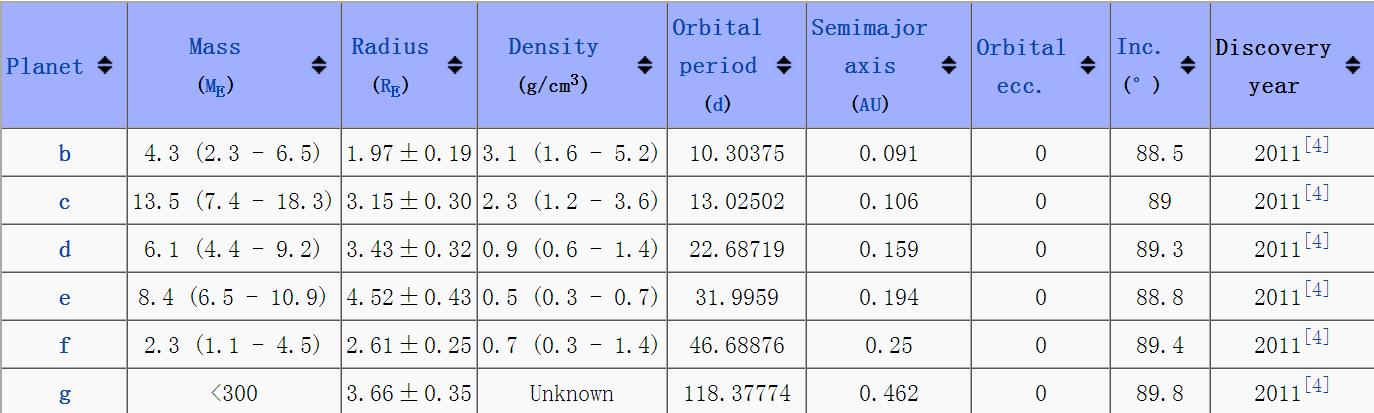 Planet Mass (ME) Radius (RE) Density (g/cm³) Orbital period (d) Semimajor axis (AU) Orbital ecc. Inc. (°) Discovery year
b 4.3 (2.3 - 6.5) 1.97±0.19 3.1 (1.6 - 5.2) 10.30375 0.091 0 88.5 2011[4]
c 13.5 (7.4 - 18.3) 3.15±0.30 2.3 (1.2 - 3.6) 13.02502 0.106 0 89 2011[4]
d 6.1 (4.4 - 9.2) 3.43±0.32 0.9 (0.6 - 1.4) 22.68719 0.159 0 89.3 2011[4]
e 8.4 (6.5 - 10.9) 4.52±0.43 0.5 (0.3 - 0.7) 31.9959 0.194 0 88.8 2011[4]
f 2.3 (1.1 - 4.5) 2.61±0.25 0.7 (0.3 - 1.4) 46.68876 0.25 0 89.4 2011[4]
g <300 3.66±0.35 Unknown 118.37774 0.462 0 89.8 2011[4]